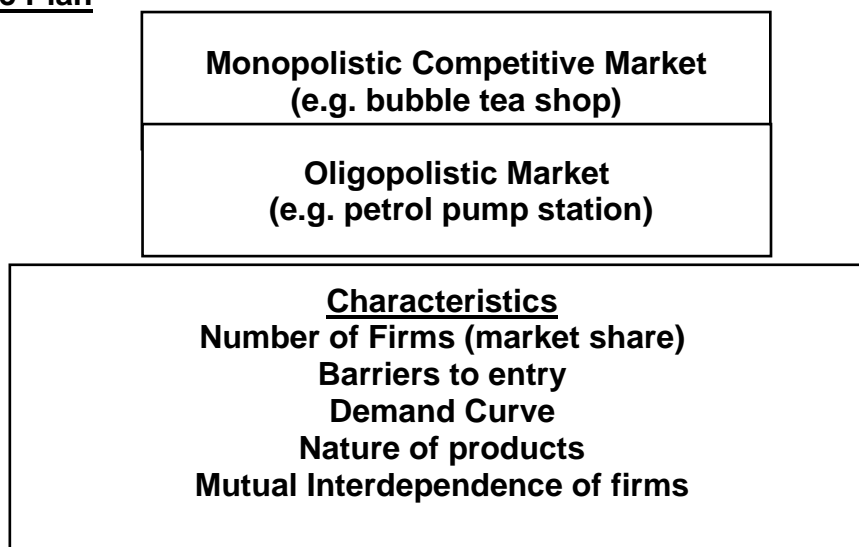 Plan
Monopolistic Competitive Market
(e.g. bubble tea shop)
Oligopolistic Market
(e.g. petrol pump station)
Characteristics
Number of Firms (market share)
Barriers to entry
Demand Curve
Nature of products
Mutual Interdependence of firms